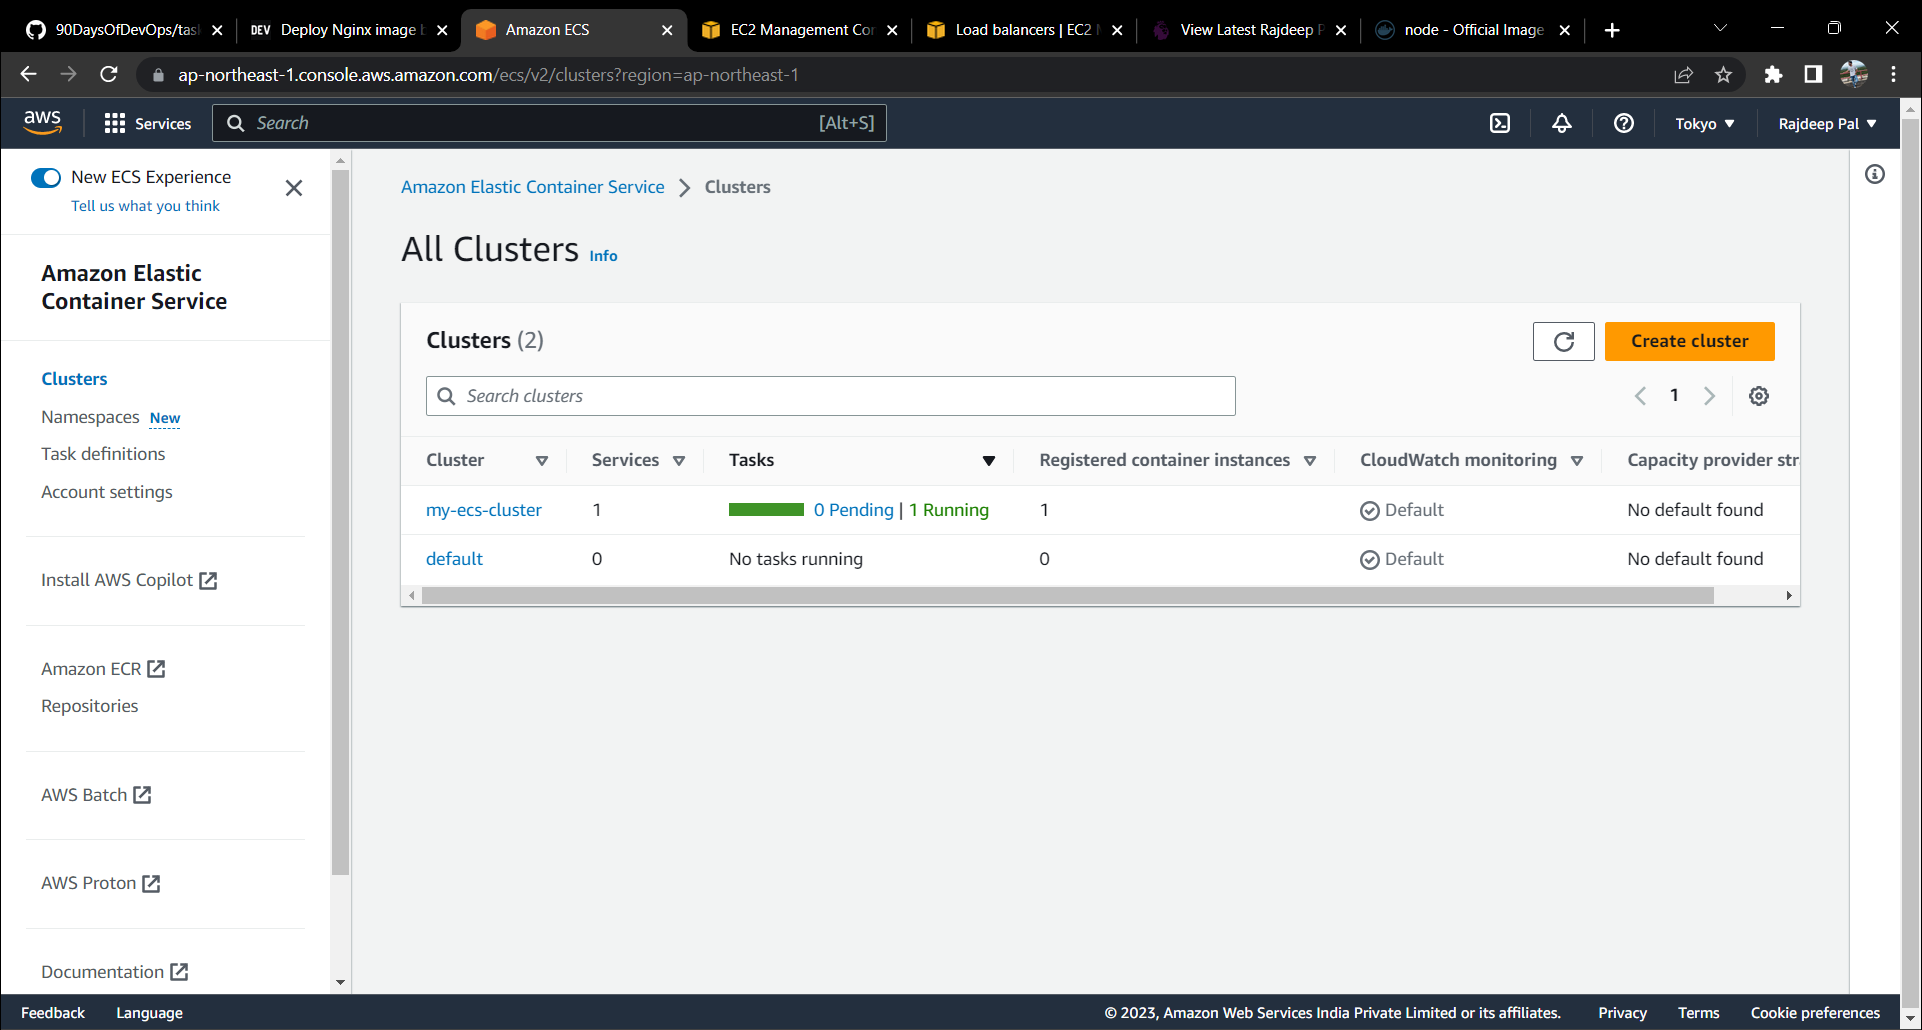 90DaysOfDevOps/tas
DEV Deploy Nginx image b
Amazon ECS
EC2 Management Con
Load balancers | EC2 M
View Latest Rajdeep P
node - Official Image
ap-northeast-1.console.aws.amazon.com/ecs/v2/clusters?region=ap-northeast-1
aws
Services
Search
[Alt+S]
Tokyo
Rajdeep Pal
New ECS Experience
Tell us what you think
Amazon Elastic
Container Service
Clusters
Namespaces New
Task definitions
Account settings
Install AWS Copilot
Amazon ECR
Repositories
AWS Batch
AWS Proton
Documentation
Amazon Elastic Container Service
Clusters
All Clusters Info
Clusters (2)
Create cluster
Search clusters
1
Cluster Services Tasks Registered container instances CloudWatch monitoring Capacity provider str
my-ecs-cluster 1 0 Pending | 1 Running 1 Default No default found
default 0 No tasks running 0 Default No default found
Feedback Language
© 2023, Amazon Web Services India Private Limited or its affiliates. Privacy Terms Cookie preferences